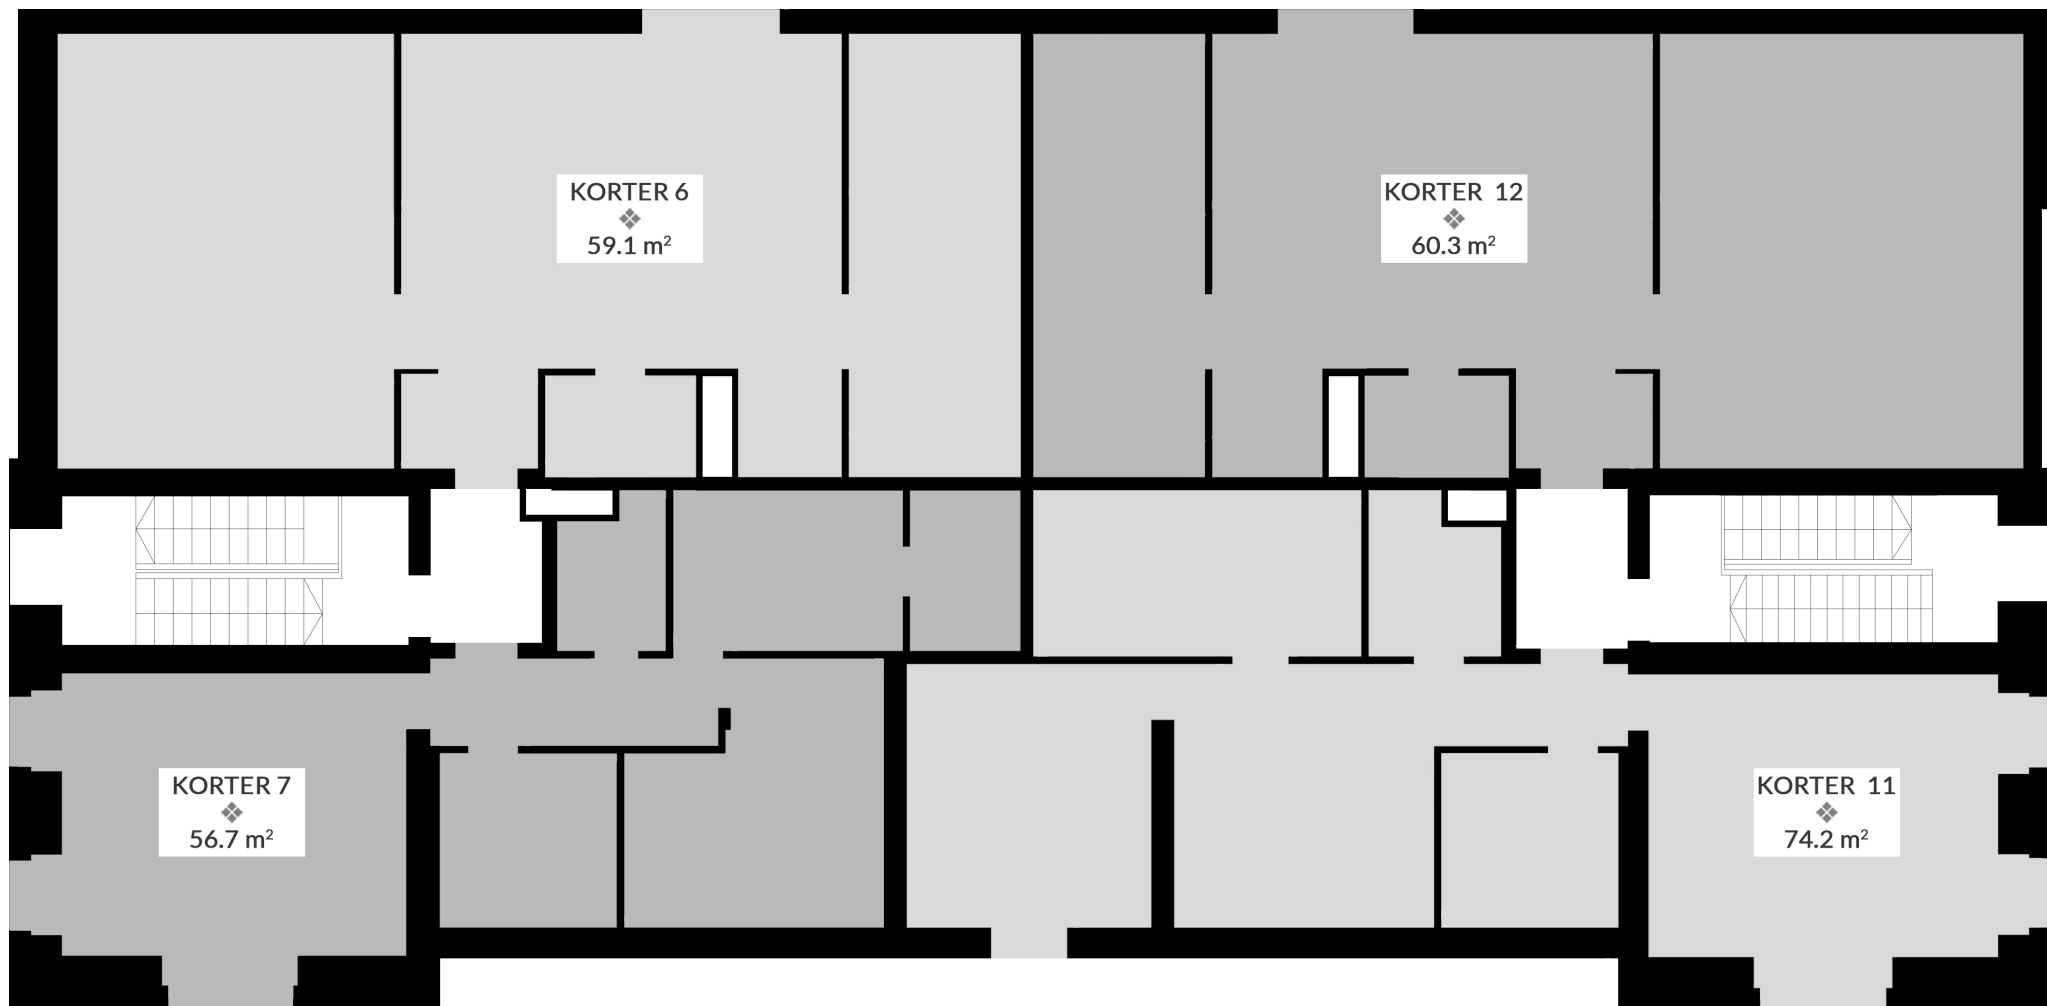 KORTER 6
59.1 m²
KORTER 12
60.3 m²
KORTER 7
56.7 m²
KORTER 11
74.2 m²